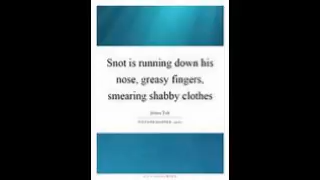 Snot is running down his
nose, greasy fingers,
smearing shabby clothes